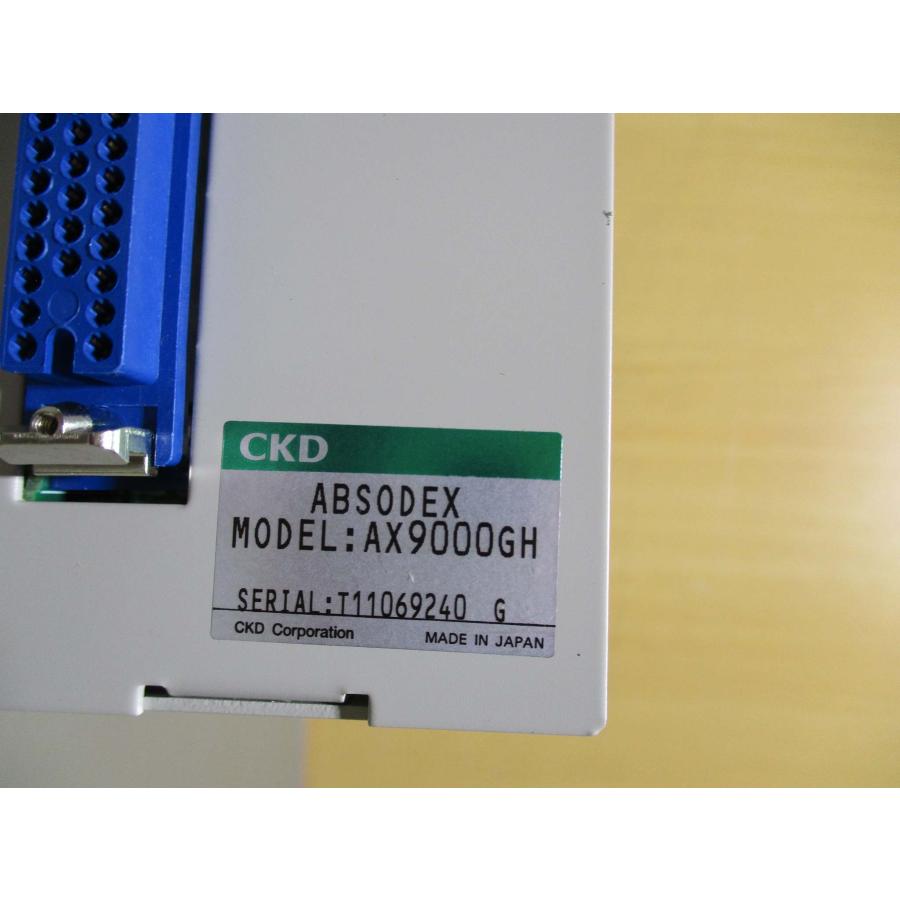 CKD
ABSODEX
MODEL:AX9000GH
SERIAL:T11069240 G
CKD Corporation MADE IN JAPAN